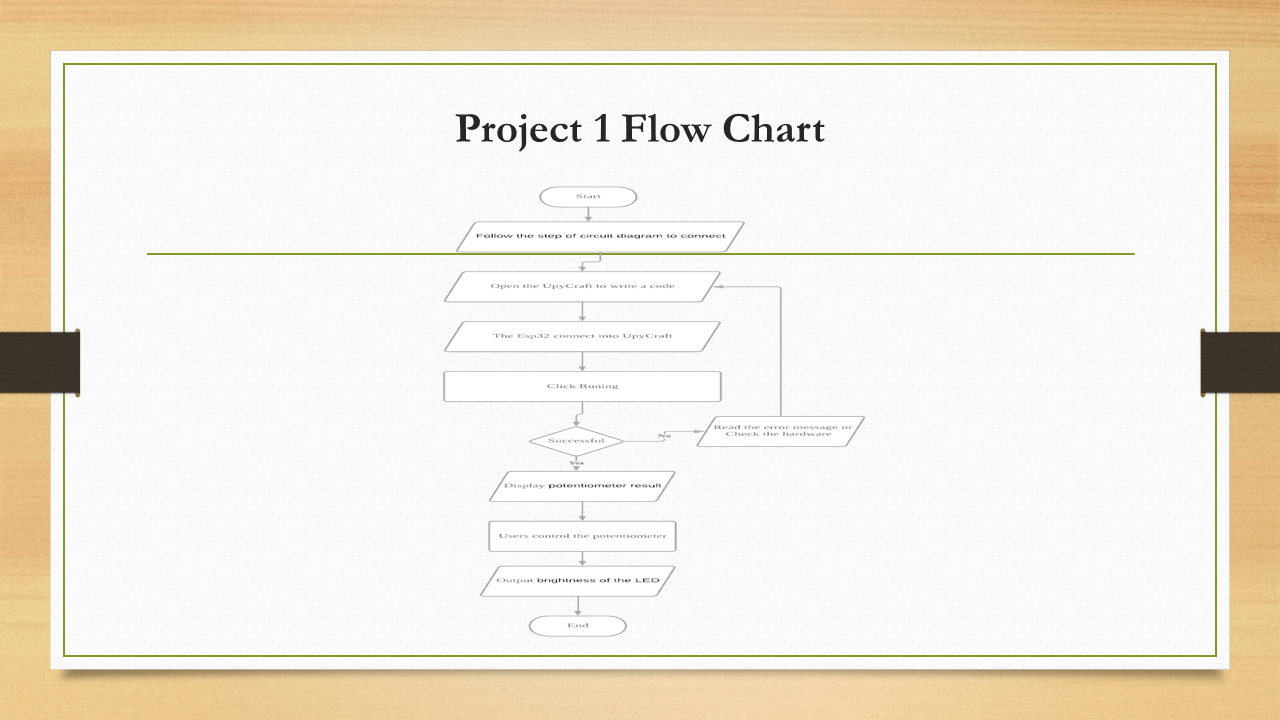 Project 1 Flow Chart
Start
Follow the step of circuit diagram to connect
Open the UpyCraft to write a code
The Esp32 connect into UpyCraft
Click Runing
Successful
No
Read the error message or
Check the hardware
Yes
Display potentiometer result
Users control the potentiometer
Output brightness of the LED
End